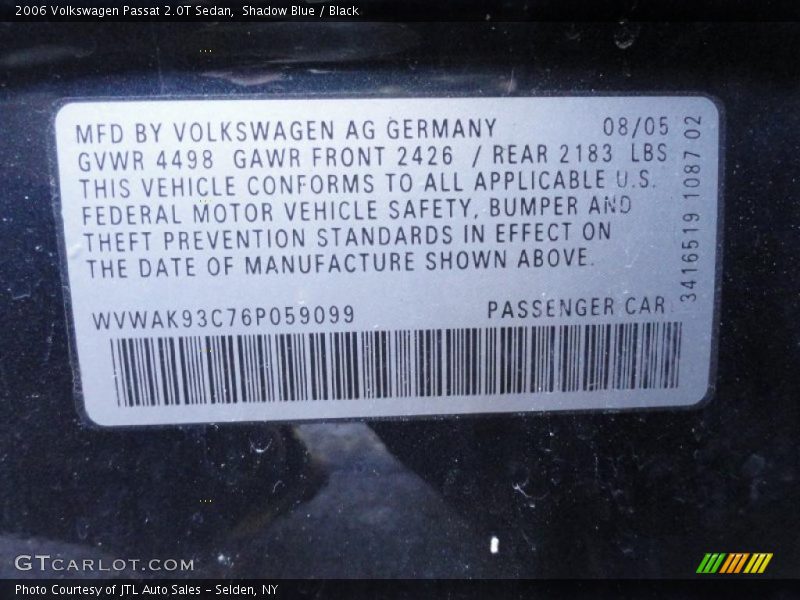 2006 Volkswagen Passat 2.0T Sedan,  Shadow Blue / Black
MFD BY VOLKSWAGEN AG GERMANY 08/05
GVWR 4498 GAWR FRONT 2426 / REAR 2183 LBS
THIS VEHICLE CONFORMS TO ALL APPLICABLE U.S.
FEDERAL MOTOR VEHICLE SAFETY, BUMPER AND
THEFT PREVENTION STANDARDS IN EFFECT ON
THE DATE OF MANUFACTURE SHOWN ABOVE.
WVWAK93C76P059099 PASSENGER CAR
3416519 1087 02
GTCARLOT.COM
Photo Courtesy of JTL Auto Sales - Selden, NY